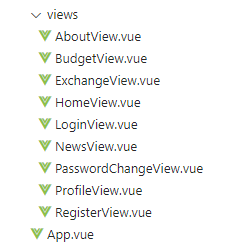 views
AboutView.vue
BudgetView.vue
ExchangeView.vue
HomeView.vue
LoginView.vue
NewsView.vue
PasswordChangeView.vue
ProfileView.vue
RegisterView.vue
App.vue